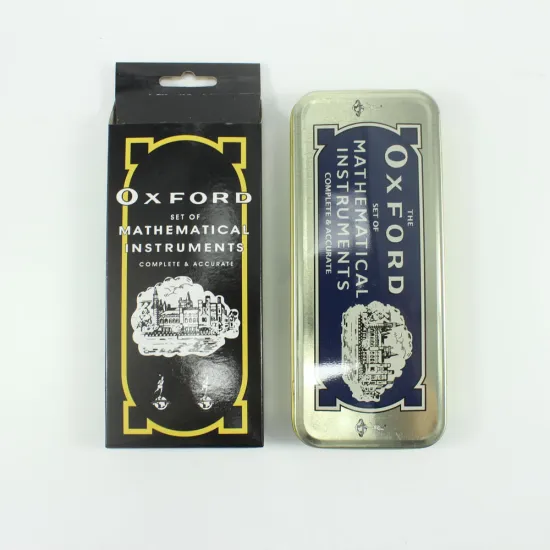 OXFORD
SET OF
MATHEMATICAL
INSTRUMENTS
COMPLETE & ACCURATE
THE
OXFORD
SET OF
MATHEMATICAL
INSTRUMENTS
COMPLETE & ACCURATE